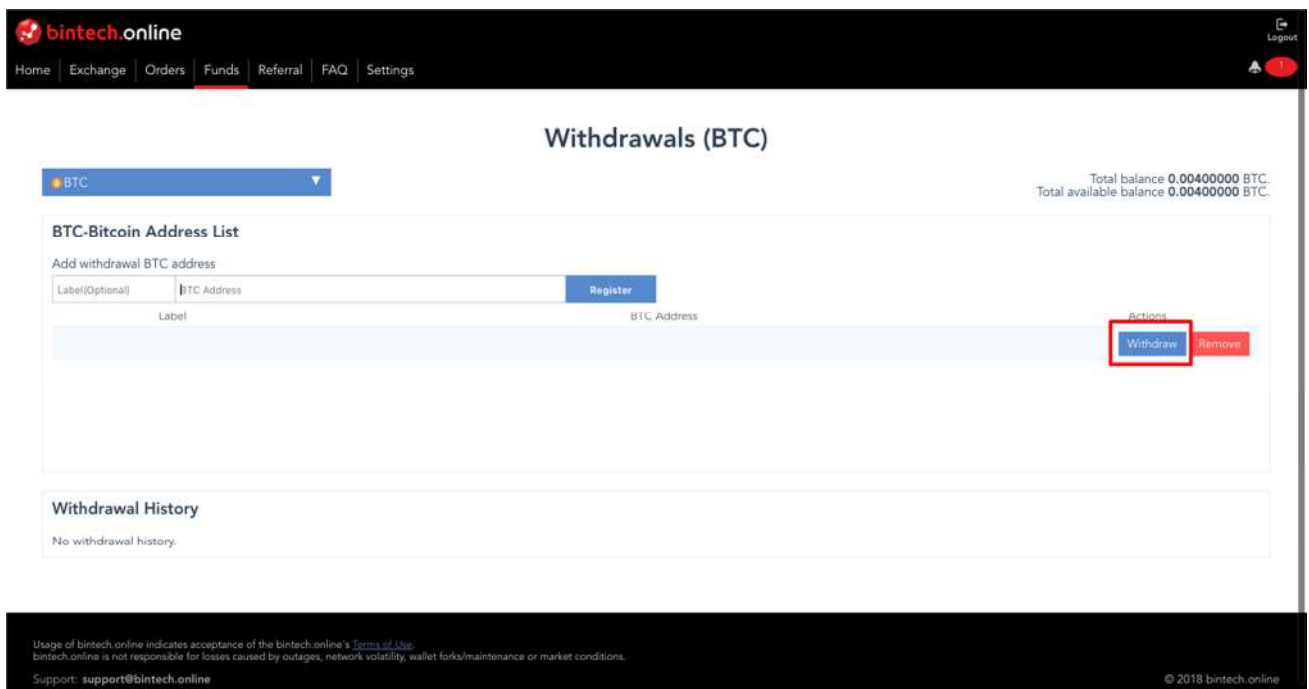 bintech.online
Logout
Home Exchange Orders Funds Referral FAQ Settings
1
Withdrawals (BTC)
BTC
Total balance 0.00400000 BTC.
Total available balance 0.00400000 BTC.
BTC-Bitcoin Address List
Add withdrawal BTC address
Label(Optional) BTC Address Register
Label BTC Address Actions
Withdraw Remove
Withdrawal History
No withdrawal history.
Usage of bintech.online indicates acceptance of the bintech.online's Terms of Use.
bintech.online is not responsible for losses caused by outages, network volatility, wallet forks/maintenance or market conditions.
Support: support@bintech.online © 2018 bintech.online